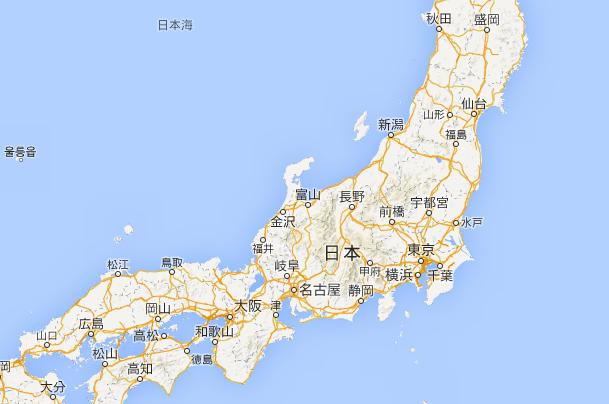 秋田
盛岡
日本海
仙台
山形
新潟
福島
울릉읍
富山
長野
宇都宮
前橋
金沢
水戸
福井
日本
東京
松江
鳥取
岐阜
甲府
横浜
千葉
名古屋
静岡
岡山
大阪
津
広島
山口
高松
和歌山
松山
徳島
岡
高知
大分